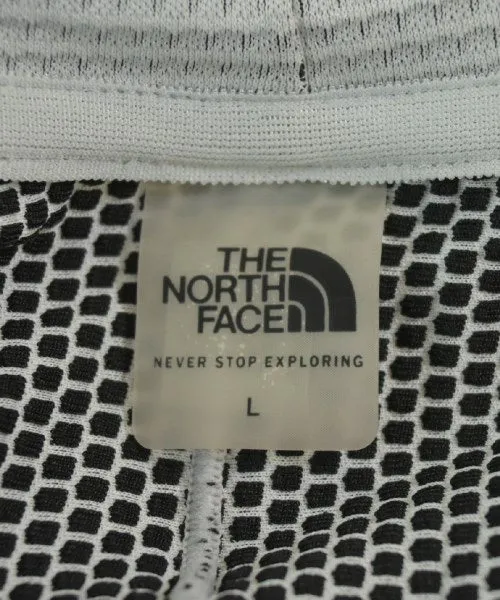 THE
NORTH
FACE
NEVER STOP EXPLORING
L